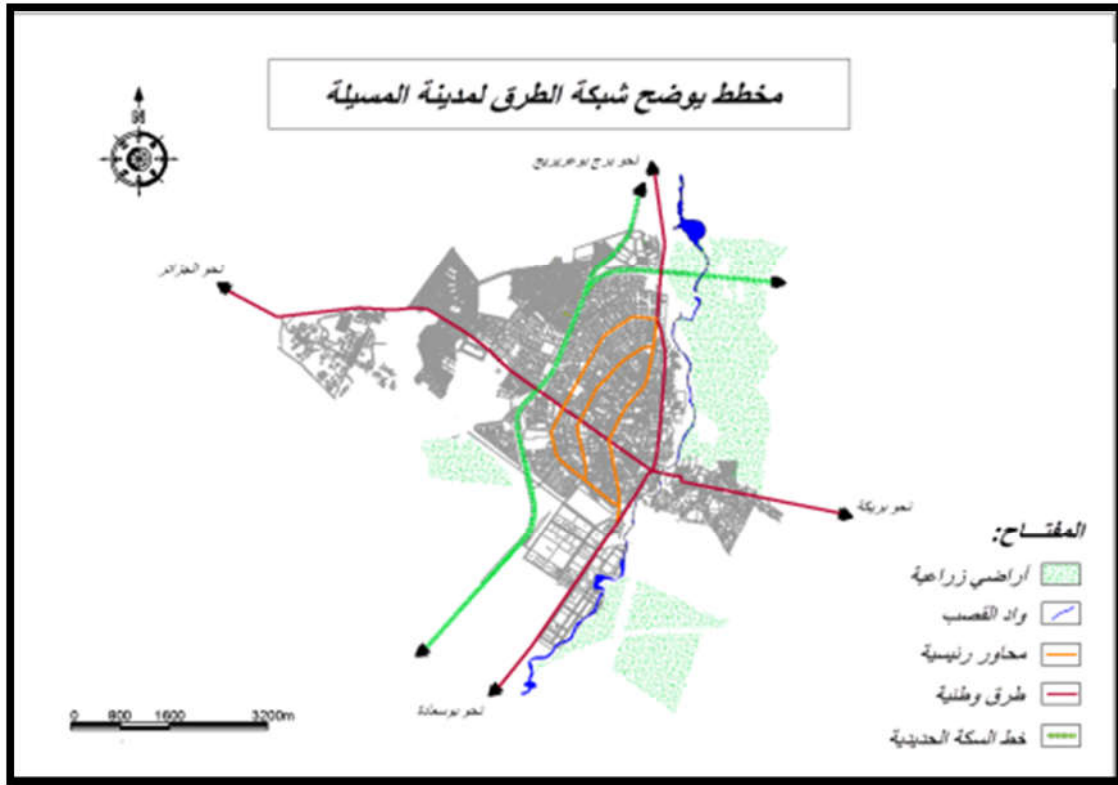 مخطط يوضح شبكة الطرق لمدينة المسيلة
N
نحو برج بوعريريج
نحو الجزائر
نحو بريكة
نحو بوسعادة
المفتـــاح:
أراضي زراعية
واد القصب
محاور رئيسية
طرق وطنية
خط السكة الحديدية
0 800 1600 3200m